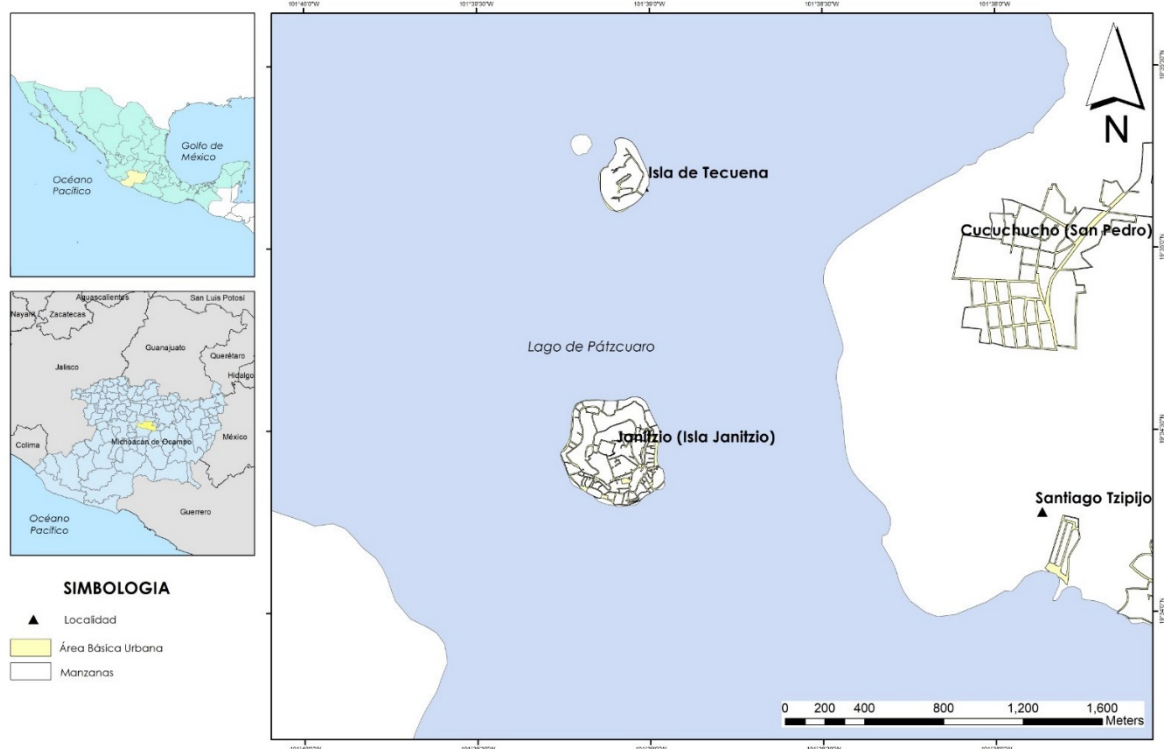 Golfo de
México
Océano
Pacífico
Aguascalientes
San Luis Potosí
Nayarit
Zacatecas
Guanajuato
Querétaro
Jalisco
Hidalgo
Colima
Michoacán de Ocampo
México
Guerrero
Océano
Pacífico
SIMBOLOGIA
Localidad
Área Básica Urbana
Manzanas
N
Isla de Tecuena
Cucuchucho (San Pedro)
Lago de Pátzcuaro
Janitzio (Isla Janitzio)
Santiago Tzipijo
0 200 400 800 1,200 1,600
Meters